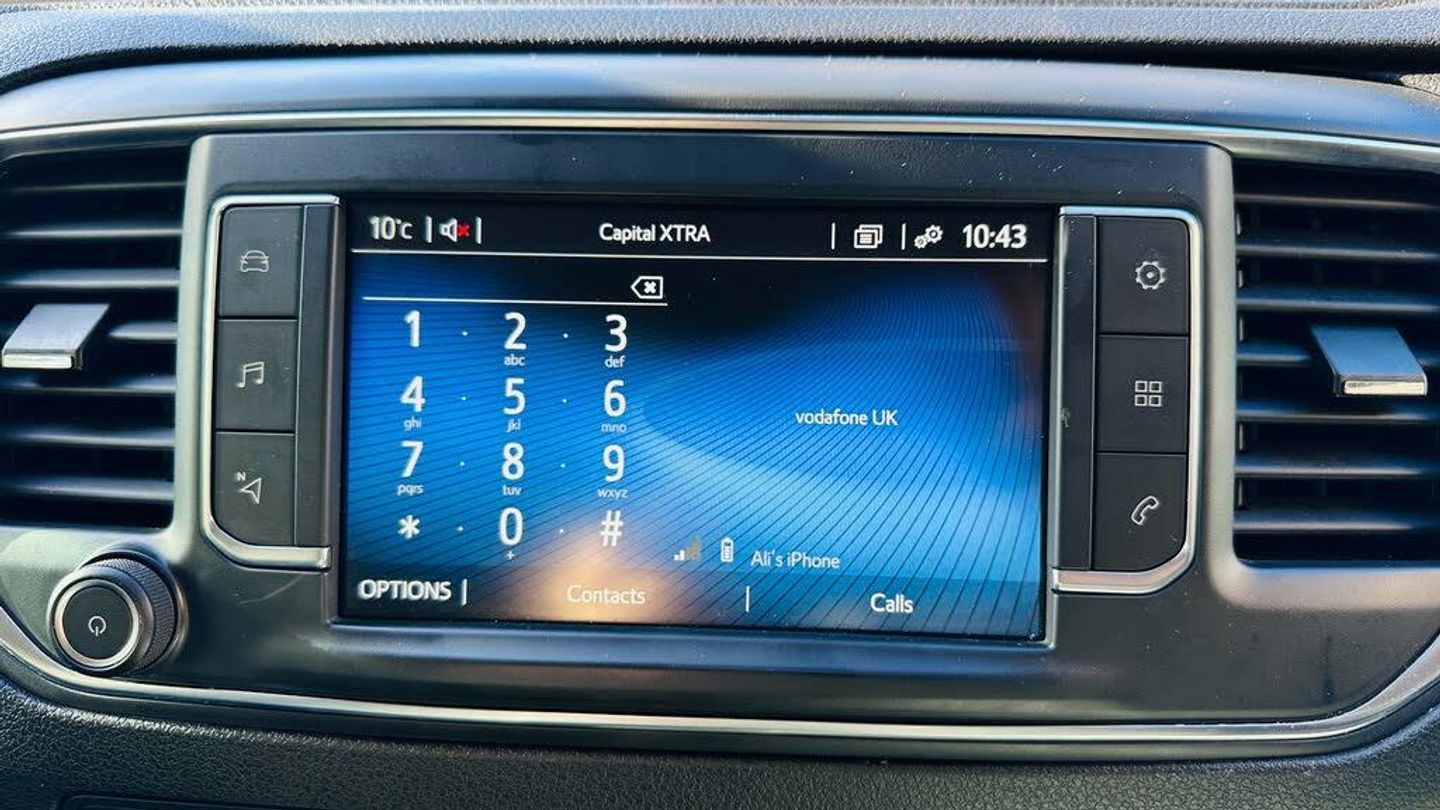 10°C
Capital XTRA
10:43
1 2 3
abc def
4 5 6
ghi jkl mno
7 8 9
pqrs tuv wxyz
* 0 #
+
vodafone UK
Ali's iPhone
OPTIONS
Contacts
Calls
N